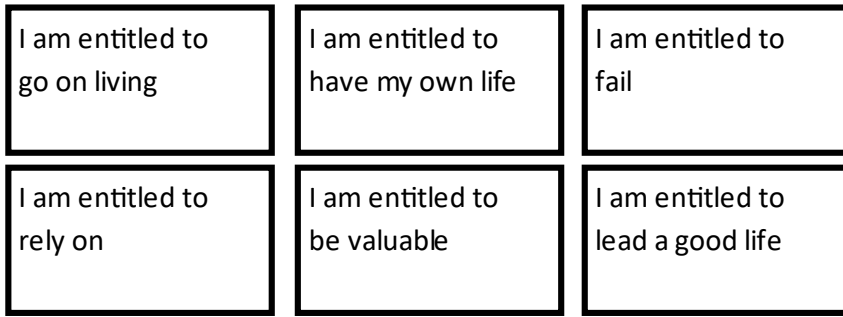 I am entitled to
go on living
I am entitled to
have my own life
I am entitled to
fail
I am entitled to
rely on
I am entitled to
be valuable
I am entitled to
lead a good life